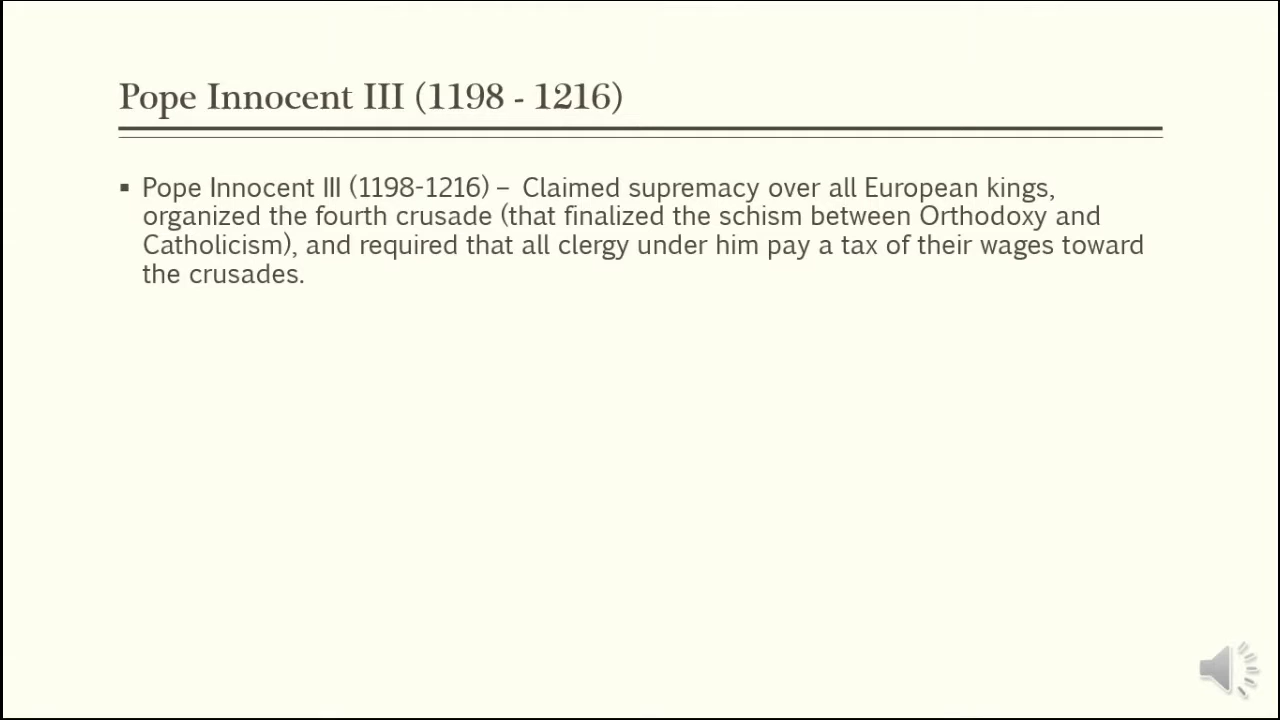 Pope Innocent III (1198 - 1216)
▪ Pope Innocent III (1198-1216) – Claimed supremacy over all European kings,
organized the fourth crusade (that finalized the schism between Orthodoxy and
Catholicism), and required that all clergy under him pay a tax of their wages toward
the crusades.